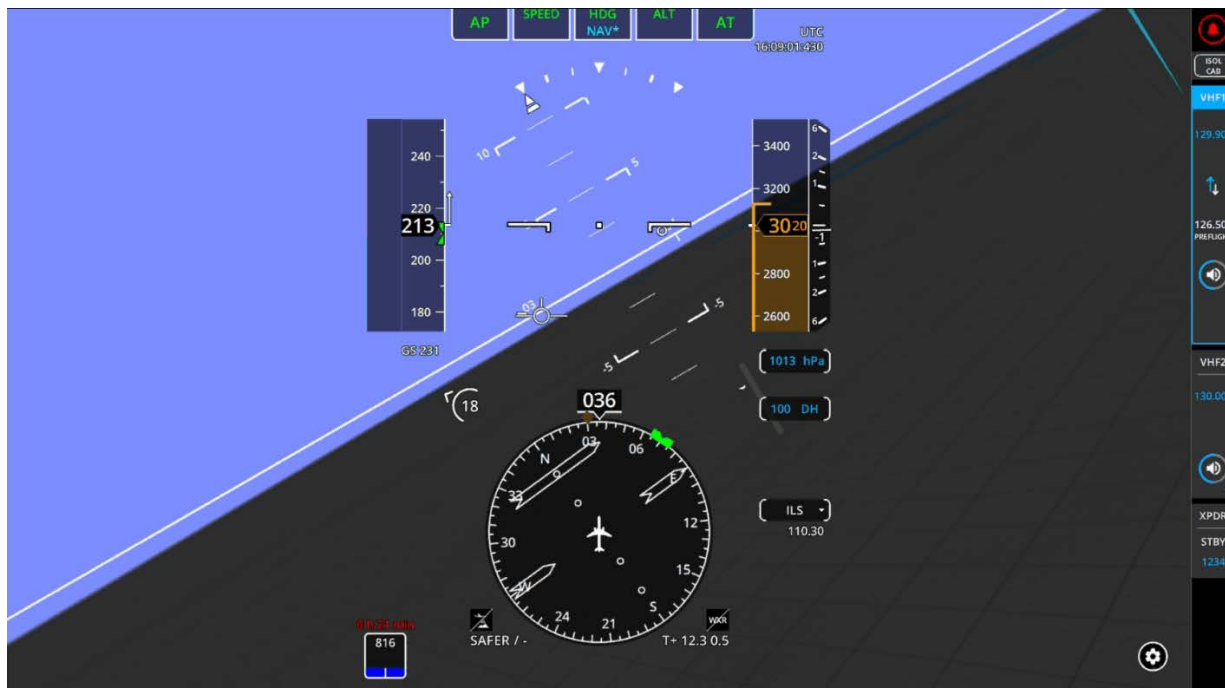 AP
SPEED
HDG
NAV*
ALT
AT
UTC
16:09:01:430
ISOL
CAB
VHF1
129.90
126.50
PREFLIGH
VHF2
130.00
XPDR
STBY
1234
240
220
213
200
180
GS 231
10
5
03
-5
-5
3400
3200
3020
2800
2600
6
2
1
-1
1
2
6
1013 hPa
100 DH
18
036
N
03
06
E
12
15
S
21
24
W
30
33
ILS
110.30
816
SAFER / -
WXR
T+ 12.3 0.5